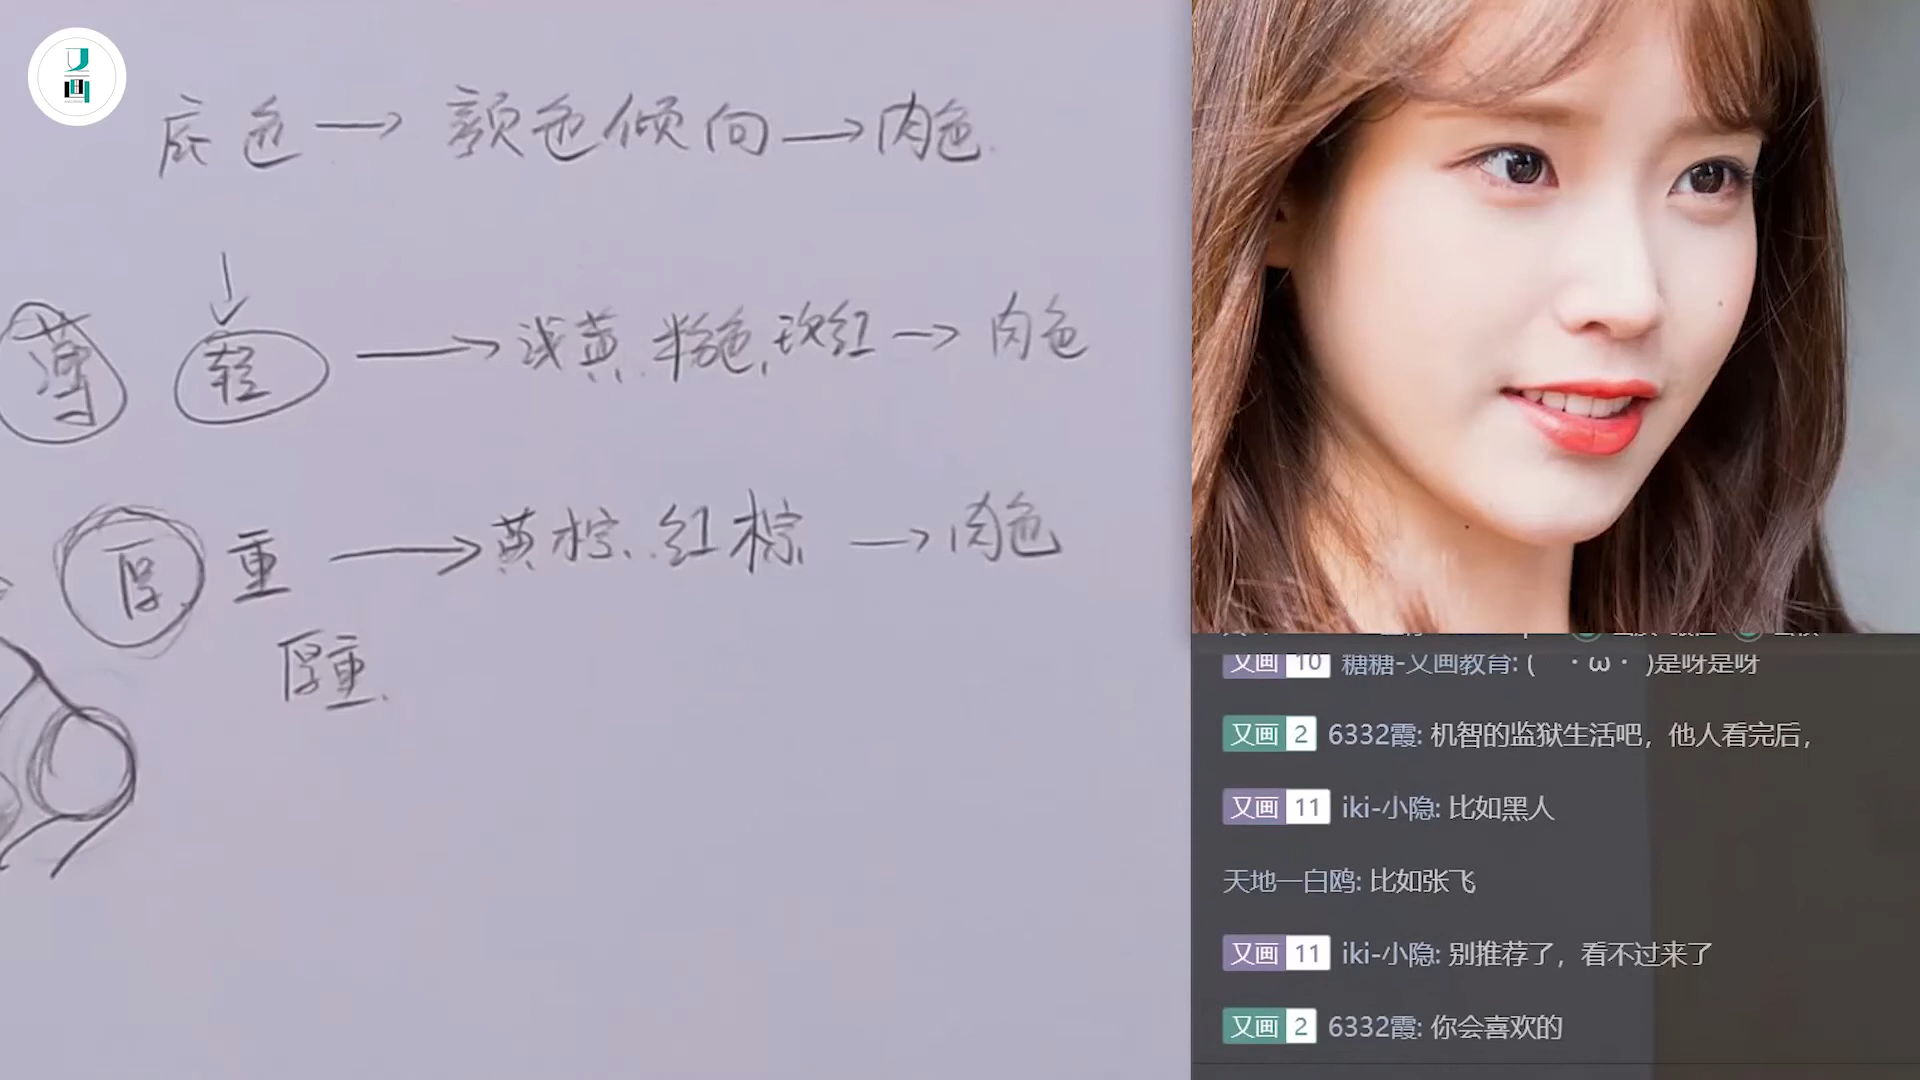 又画
底色→颜色倾向→肉色
薄 轻→浅黄、粉色、玫红→肉色
厚 重→黄棕、红棕→肉色
厚重
又画 10 糖糖-又画教育: ( ・ω・ )是呀是呀
又画 2 6332霞: 机智的监狱生活吧，他人看完后，
又画 11 iki-小隐: 比如黑人
天地一白鸥: 比如张飞
又画 11 iki-小隐: 别推荐了，看不过来了
又画 2 6332霞: 你会喜欢的